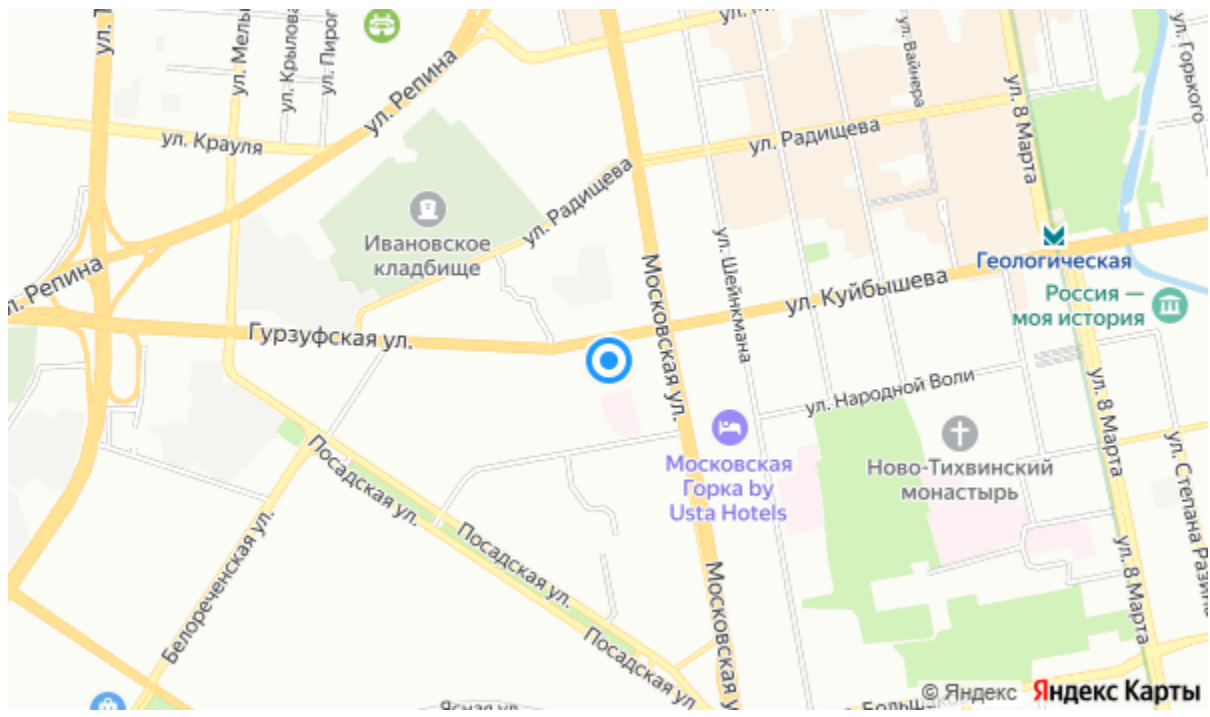 ул. Мель
ул. Крылова
ул. Пирог
ул. Репина
ул. Вайнера
ул. Горького
ул. 8 Марта
ул. Крауля
ул. Радищева
ул. Радищева
Ивановское
кладбище
ул. Шейнкмана
Московская ул.
Геологическая
ул. Куйбышева
Россия —
моя история
л. Репина
Гурзуфская ул.
ул. Народной Воли
ул. 8 Марта
ул. Степана Разина
Московская
Горка by
Usta Hotels
Ново-Тихвинский
монастырь
Посадская ул.
Белореченская ул.
Посадская ул.
Московская у
ул. 8 Марта
Посадская ул.
Ясная ул.
© Яндекс Яндекс Карты